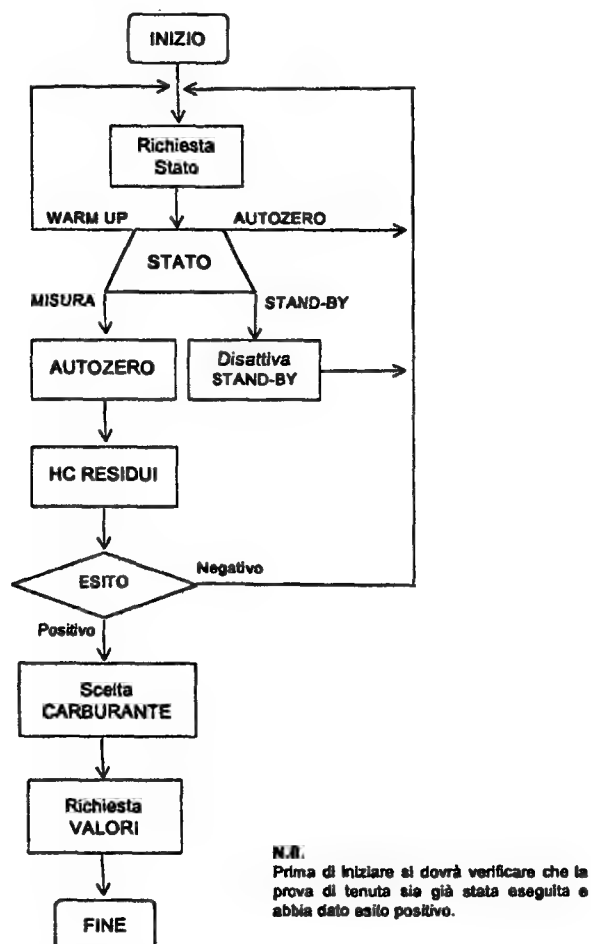 INIZIO
Richiesta
Stato
WARM UP
AUTOZERO
STATO
MISURA
STAND-BY
AUTOZERO
Disattiva
STAND-BY
HC RESIDUI
ESITO
Negativo
Positivo
Scelta
CARBURANTE
Richiesta
VALORI
N.B.
Prima di iniziare si dovrà verificare che la
prova di tenuta sia già stata eseguita e
abbia dato esito positivo.
FINE